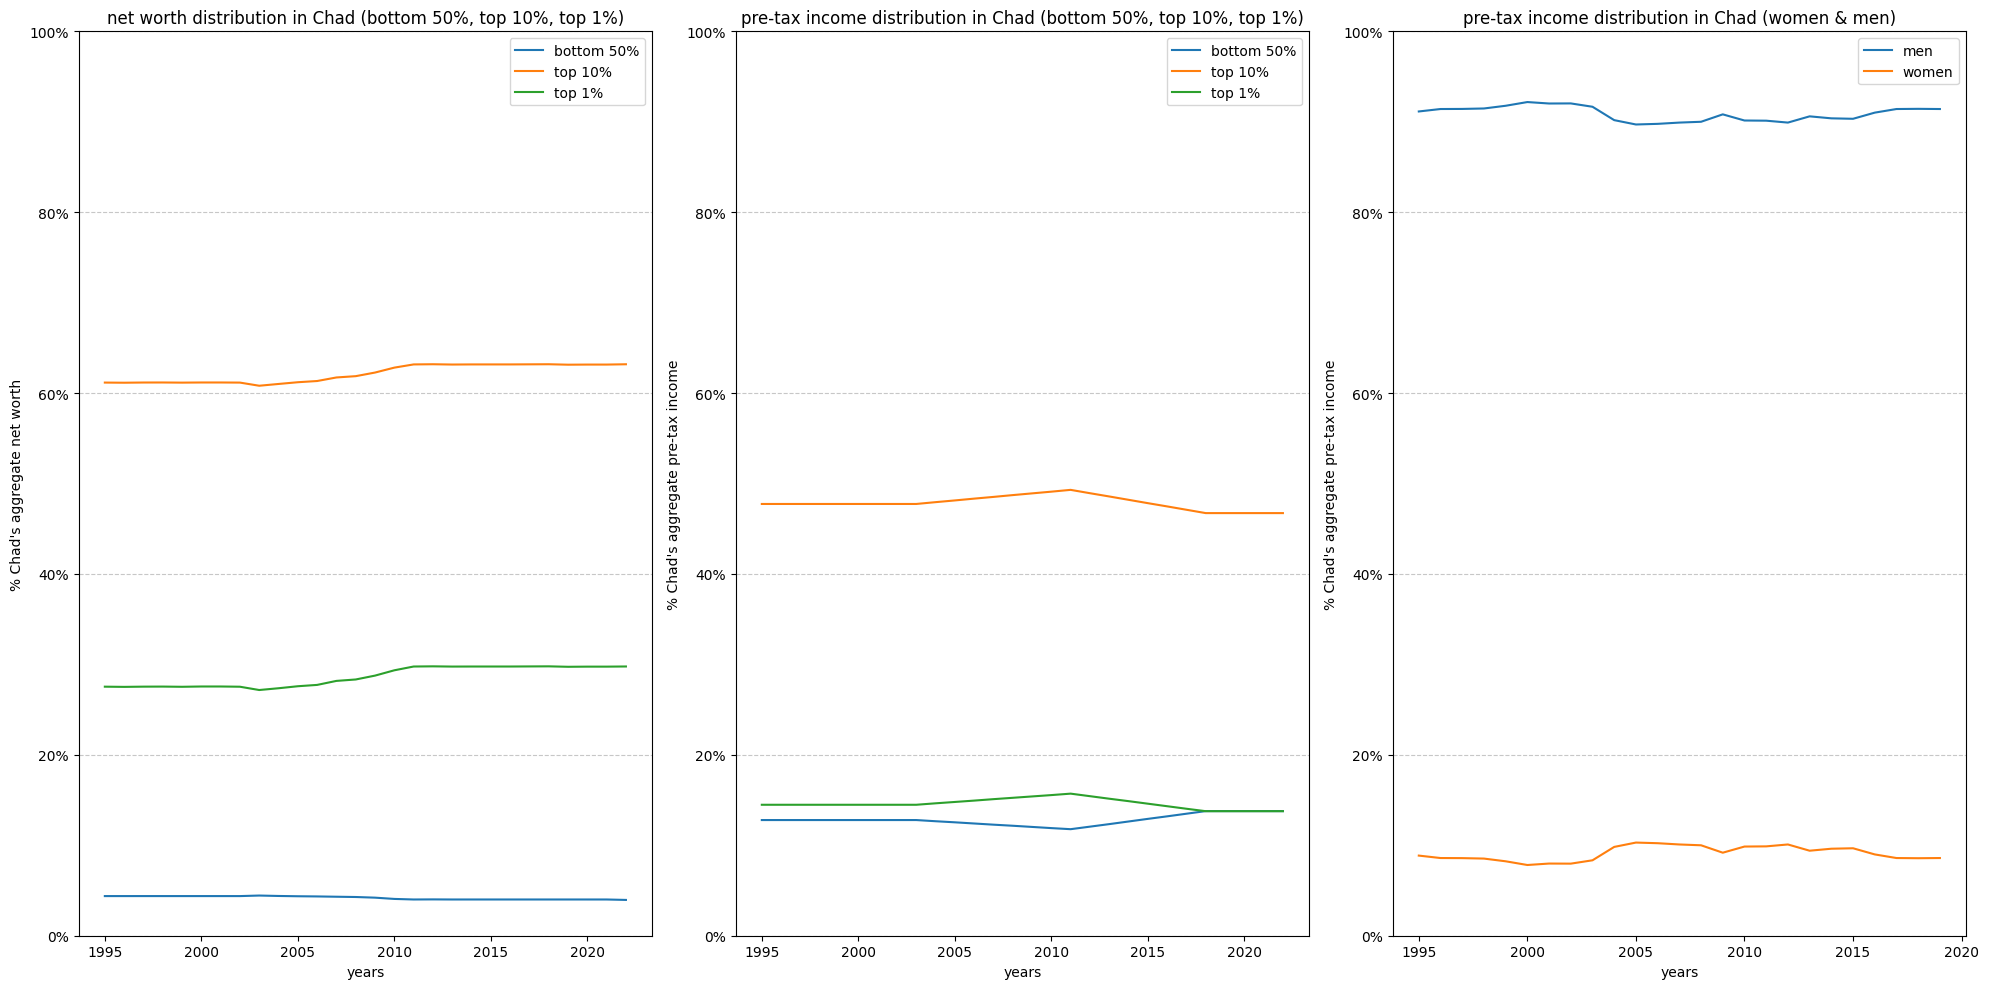 net worth distribution in Chad (bottom 50%, top 10%, top 1%)
100%
80%
60%
40%
20%
0%
% Chad's aggregate net worth
bottom 50%
top 10%
top 1%
1995
2000
2005
2010
2015
2020
years
pre-tax income distribution in Chad (bottom 50%, top 10%, top 1%)
100%
80%
60%
40%
20%
0%
% Chad's aggregate pre-tax income
bottom 50%
top 10%
top 1%
1995
2000
2005
2010
2015
2020
years
pre-tax income distribution in Chad (women & men)
100%
80%
60%
40%
20%
0%
% Chad's aggregate pre-tax income
men
women
1995
2000
2005
2010
2015
2020
years